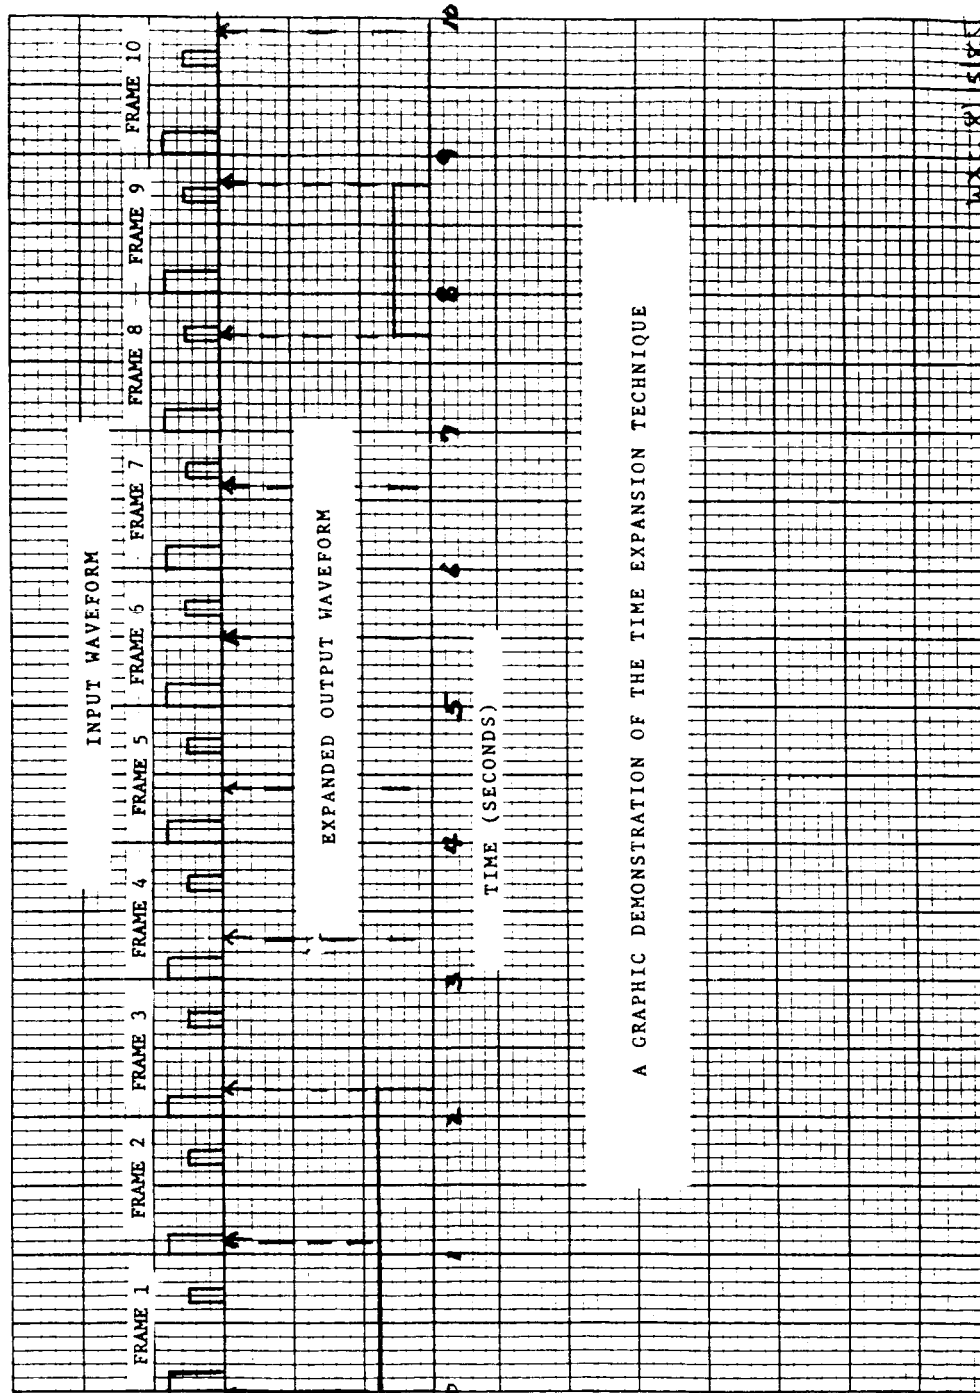 INPUT WAVEFORM
FRAME 1 FRAME 2 FRAME 3 FRAME 4 FRAME 5 FRAME 6 FRAME 7 FRAME 8 FRAME 9 FRAME 10
EXPANDED OUTPUT WAVEFORM
0 1 2 3 4 5 6 7 8 9 10
TIME (SECONDS)
A GRAPHIC DEMONSTRATION OF THE TIME EXPANSION TECHNIQUE